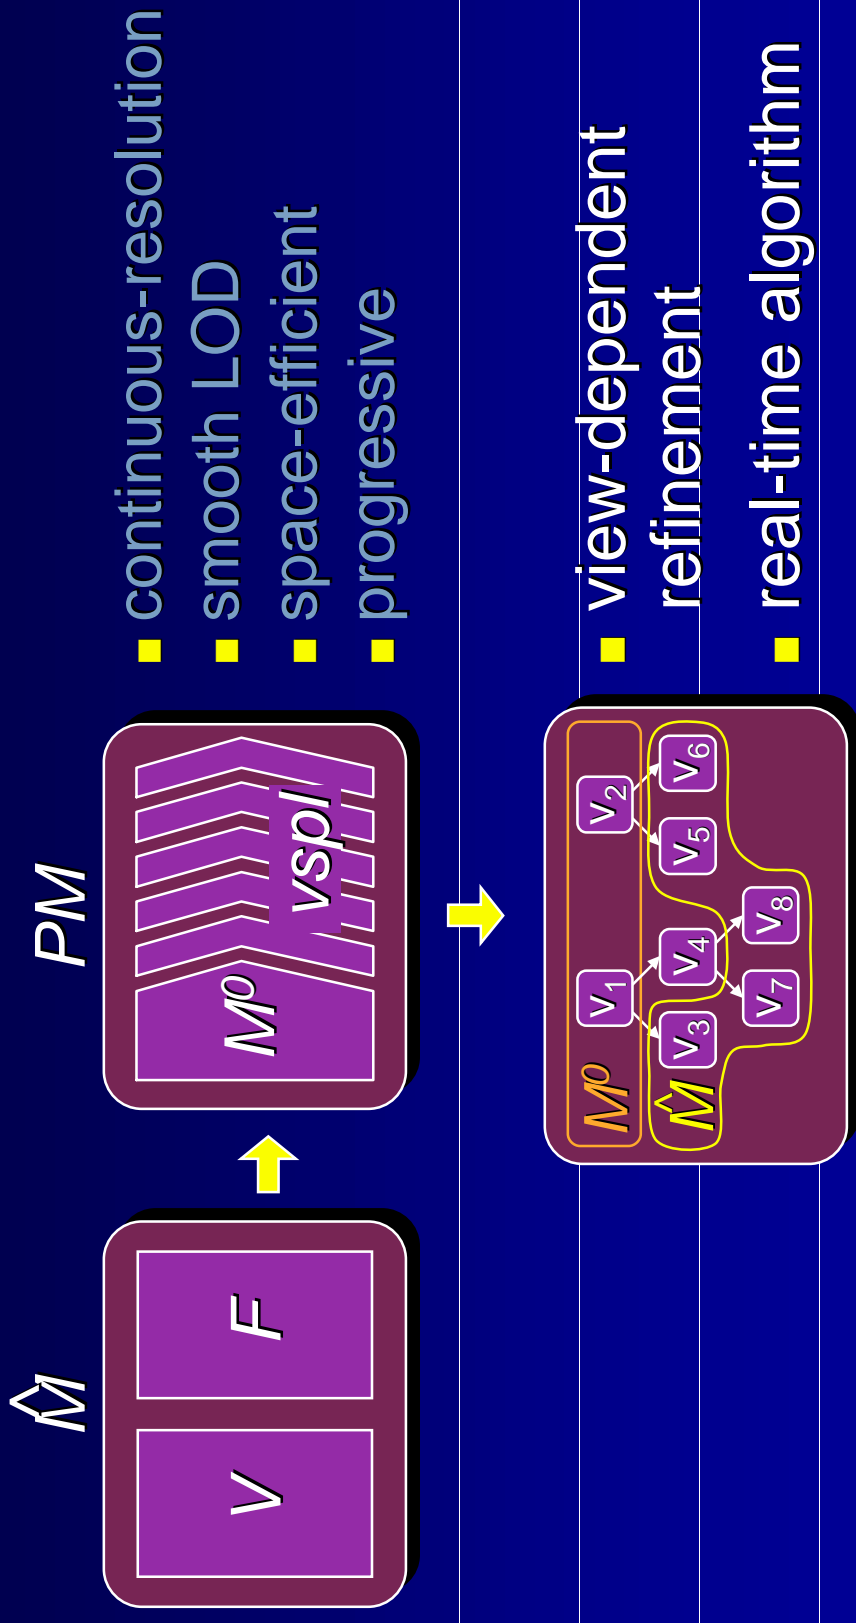 M̂
PM
V
F
M⁰
vspl
continuous-resolution
smooth LOD
space-efficient
progressive
M⁰
v₁
v₂
M̂
v₃
v₄
v₅
v₆
v₇
v₈
view-dependent
refinement
real-time algorithm